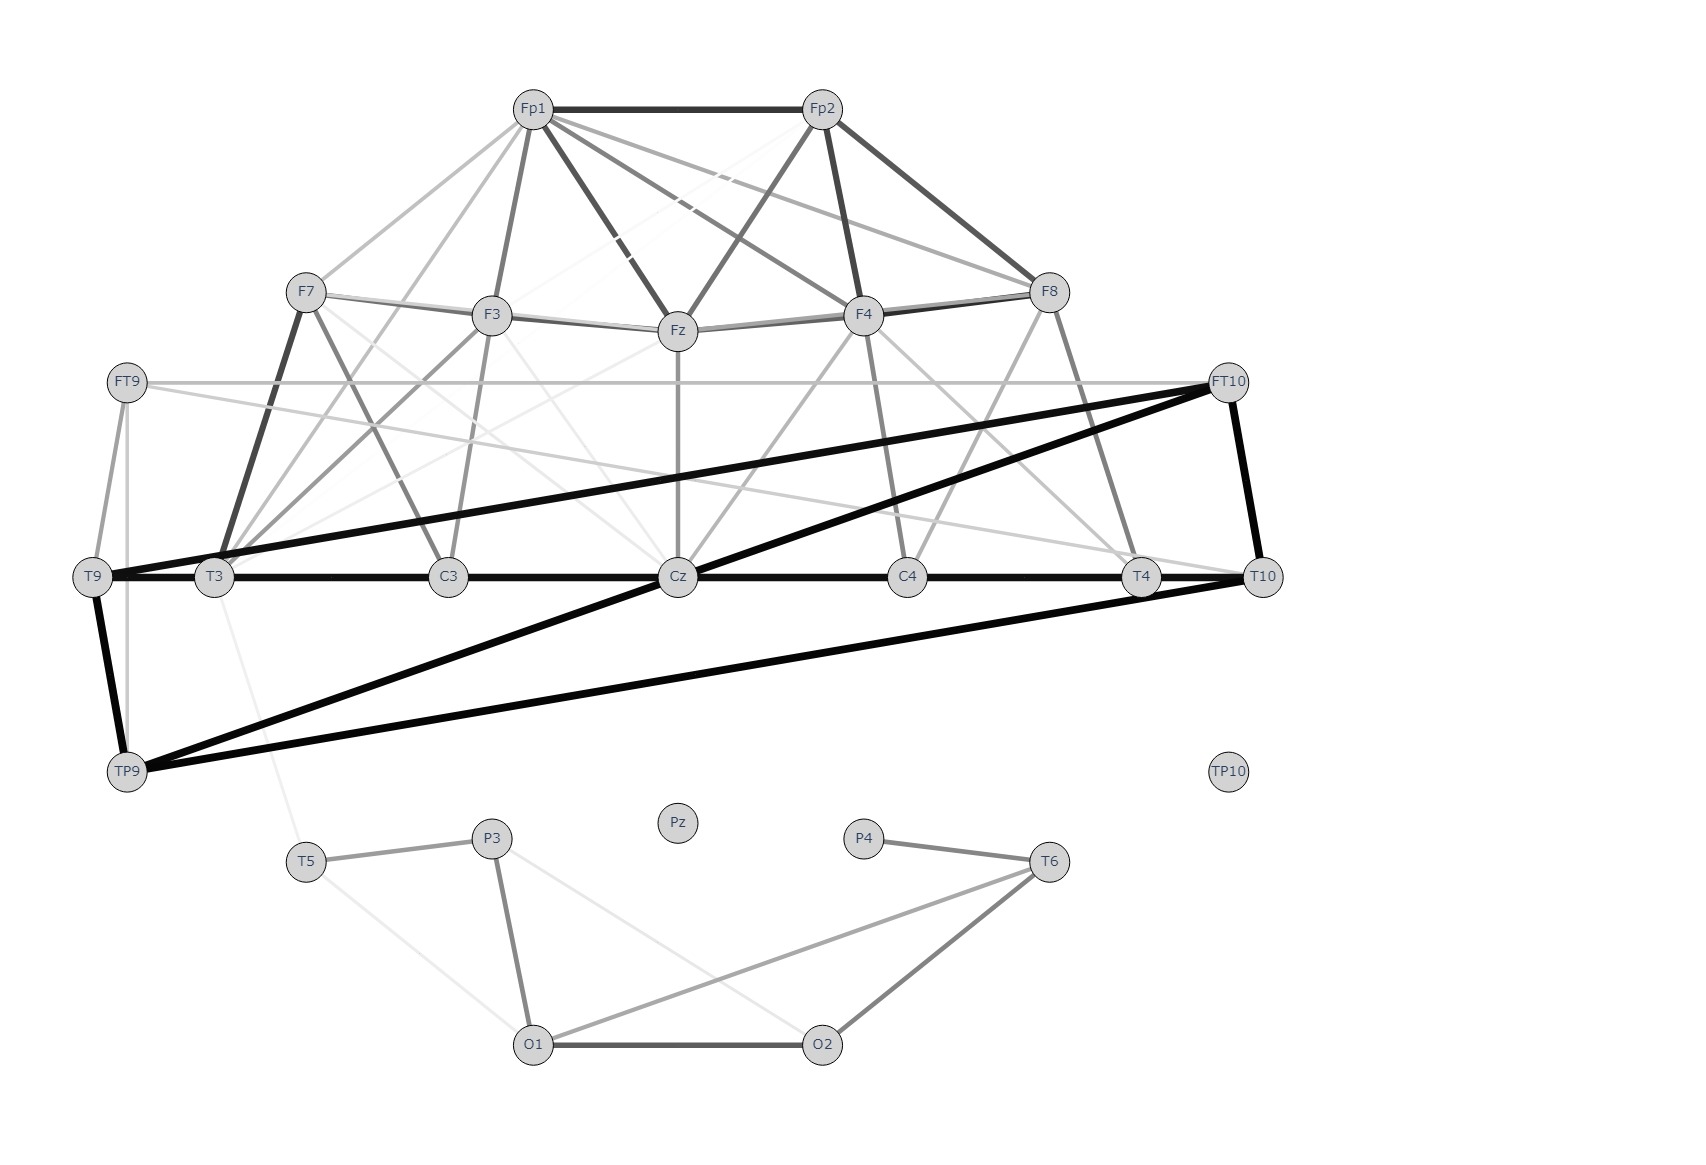 Fp1 Fp2
F7 F8
F3 Fz F4
FT9 FT10
T9 T3 C3 Cz C4 T4 T10
TP9 TP10
Pz
P3 P4
T5 T6
O1 O2